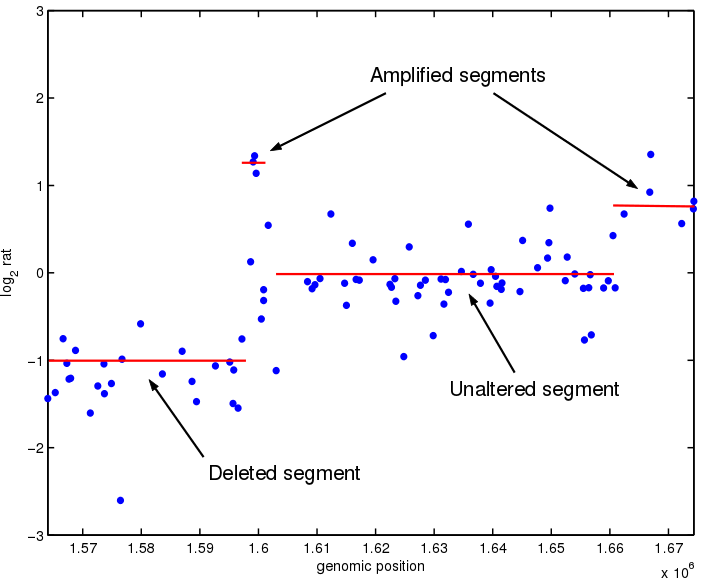 3
2
1
0
−1
−2
−3
log2 rat
Amplified segments
Unaltered segment
Deleted segment
1.57 1.58 1.59 1.6 1.61 1.62 1.63 1.64 1.65 1.66 1.67
genomic position
x 10^6